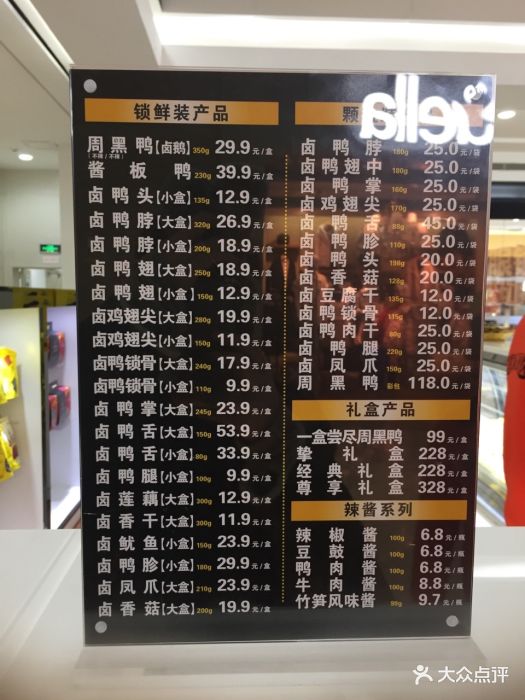 锁鲜装产品
周黑鸭【卤鹅】350g 29.9元/盒
酱板鸭 230g 39.9元/盒
卤鸭头【小盒】135g 12.9元/盒
卤鸭脖【大盒】320g 26.9元/盒
卤鸭脖【小盒】200g 18.9元/盒
卤鸭翅【大盒】250g 18.9元/盒
卤鸭翅【小盒】150g 12.9元/盒
卤鸡翅尖【大盒】280g 19.9元/盒
卤鸡翅尖【小盒】150g 11.9元/盒
卤鸭锁骨【大盒】240g 17.9元/盒
卤鸭锁骨【小盒】110g 9.9元/盒
卤鸭掌【大盒】245g 23.9元/盒
卤鸭舌【大盒】150g 53.9元/盒
卤鸭舌【小盒】80g 33.9元/盒
卤鸭腿【小盒】100g 9.9元/盒
卤莲藕【大盒】300g 12.9元/盒
卤香干【大盒】300g 11.9元/盒
卤鱿鱼【小盒】150g 23.9元/盒
卤鸭胗【小盒】180g 29.9元/盒
卤凤爪【大盒】210g 23.9元/盒
卤香菇【大盒】200g 19.9元/盒
颗
卤鸭脖 180g 25.0元/袋
卤鸭翅中 180g 25.0元/袋
卤鸭掌 160g 25.0元/袋
卤鸡翅尖 170g 25.0元/袋
卤鸭舌 88g 45.0元/袋
卤鸭胗 110g 25.0元/袋
卤鸭头 198g 20.0元/袋
卤香菇 128g 20.0元/袋
卤豆腐干 135g 12.0元/袋
卤鸭锁骨 135g 12.0元/袋
卤鸭肉干 80g 25.0元/袋
卤鸭腿 220g 25.0元/袋
卤凤爪 150g 25.0元/袋
周黑鸭 彩包 118.0元/袋
礼盒产品
一盒尝尽周黑鸭 99元/盒
挚礼盒 228元/盒
经典礼盒 228元/盒
尊享礼盒 328元/盒
辣酱系列
辣椒酱 100g 6.8元/瓶
豆鼓酱 100g 6.8元/瓶
鸭肉酱 100g 6.8元/瓶
牛肉酱 100g 8.8元/瓶
竹笋风味酱 98g 9.7元/瓶
大众点评